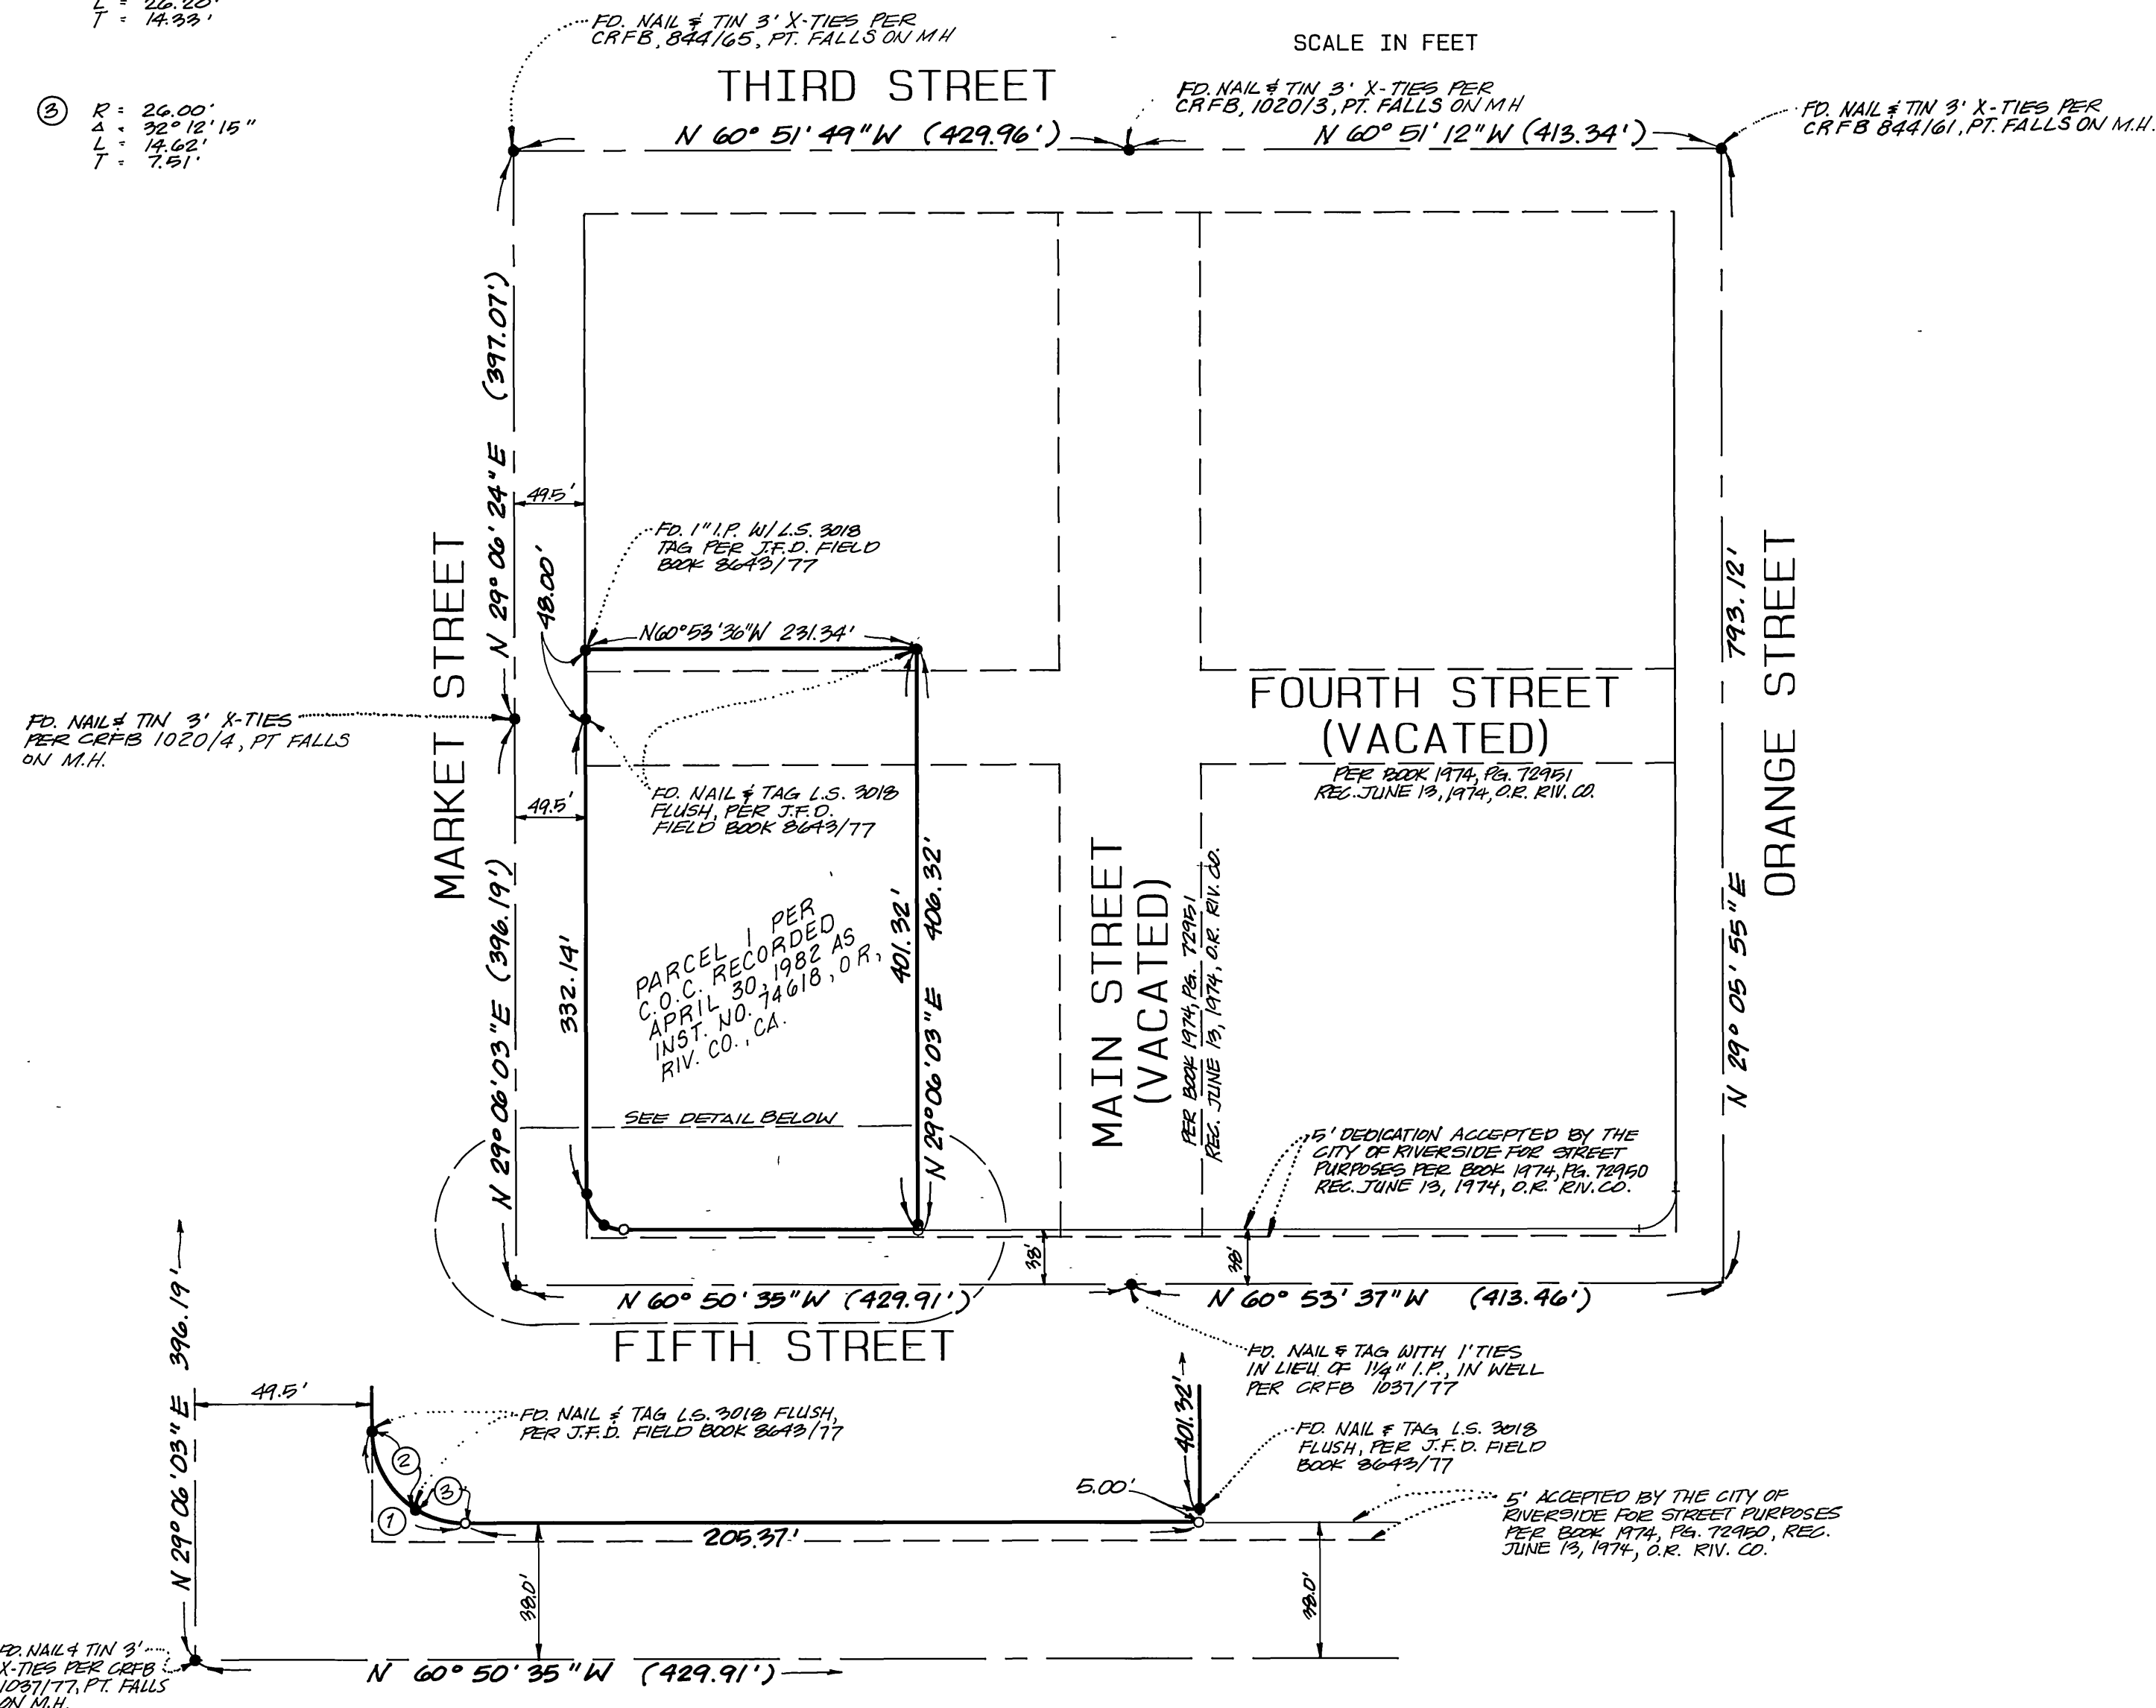 L = 26.20'
T = 14.33'
③ R = 26.00'
Δ = 32° 12' 15"
L = 14.62'
T = 7.51'
FD. NAIL & TIN 3' X-TIES PER
CRFB, 844/65, PT. FALLS ON MH
SCALE IN FEET
THIRD STREET
FD. NAIL & TIN 3' X-TIES PER
CRFB, 1020/3, PT. FALLS ON MH
FD. NAIL & TIN 3' X-TIES PER
CRFB 844/61, PT. FALLS ON M.H.
N 60° 51' 49" W (429.96')
N 60° 51' 12" W (413.34')
N 29° 06' 24" E (397.07')
49.5'
48.00'
FD. 1" I.P. W/ L.S. 3018
TAG PER J.F.D. FIELD
BOOK 8643/77
MARKET STREET
N60°53'36"W 231.34'
793.12'
ORANGE STREET
FOURTH STREET
(VACATED)
PER BOOK 1974, PG. 72951
REC. JUNE 13, 1974, O.R. RIV. CO.
FD. NAIL & TIN 3' X-TIES
PER CRFB 1020/4, PT FALLS
ON M.H.
49.5'
FD. NAIL & TAG L.S. 3018
FLUSH, PER J.F.D.
FIELD BOOK 8643/77
N 29° 06' 03" E (396.19')
332.14'
PARCEL 1 PER
C.O.C. RECORDED
APRIL 30, 1982 AS
INST. NO. 74618, O R,
RIV. CO., CA.
401.32'
N 29° 06' 03" E 406.32'
MAIN STREET
(VACATED)
PER BOOK 1974, PG. 72951
REC. JUNE 13, 1974, O.R. RIV. CO.
N 29° 05' 55" E
SEE DETAIL BELOW
5' DEDICATION ACCEPTED BY THE
CITY OF RIVERSIDE FOR STREET
PURPOSES PER BOOK 1974, PG. 72950
REC. JUNE 13, 1974, O.R. RIV. CO.
38'
38'
N 60° 50' 35" W (429.91')
N 60° 53' 37" W (413.46')
FIFTH STREET
FD. NAIL & TAG WITH 1' TIES
IN LIEU OF 1¼" I.P., IN WELL
PER CRFB 1037/77
N 29° 06' 03" E 396.19'
49.5'
FD. NAIL & TAG L.S. 3018 FLUSH,
PER J.F.D. FIELD BOOK 8643/77
401.32'
FD. NAIL & TAG L.S. 3018
FLUSH, PER J.F.D. FIELD
BOOK 8643/77
②
③
①
5.00'
205.37'
5' ACCEPTED BY THE CITY OF
RIVERSIDE FOR STREET PURPOSES
PER BOOK 1974, PG. 72950, REC.
JUNE 13, 1974, O.R. RIV. CO.
38.0'
38.0'
FD. NAIL & TIN 3'
X-TIES PER CRFB
1037/77, PT. FALLS
ON M.H.
N 60° 50' 35" W (429.91')